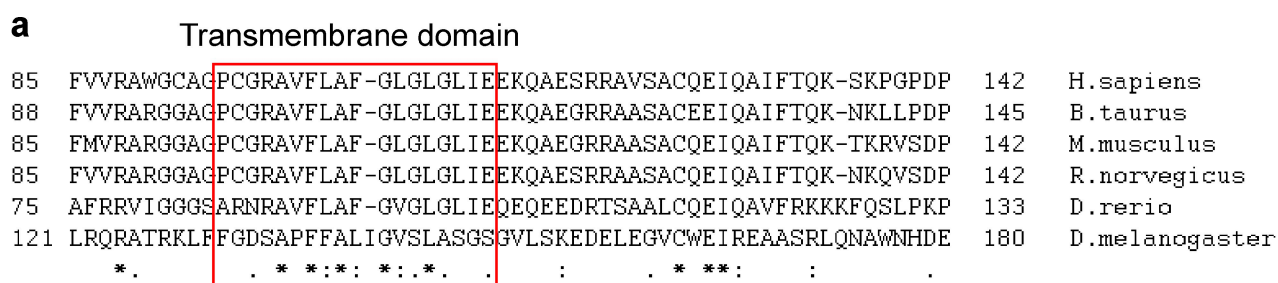 a
Transmembrane domain
85 FVVRAWGCAGPCGRAVFLAF-GLGLGLIEEKQAESRRAVSACQEIQAIFTQK-SKPGPDP 142 H.sapiens
88 FVVRARGGAGPCGRAVFLAF-GLGLGLIEEKQAEGRRAASACEEIQAIFTQK-NKLLPDP 145 B.taurus
85 FMVRARGGAGPCGRAVFLAF-GLGLGLIEEKQAEGRRAASACQEIQAIFTQK-TKRVSDP 142 M.musculus
85 FVVRARGGAGPCGRAVFLAF-GLGLGLIEEKQAESRRAASACQEIQAIFTQK-NKQVSDP 142 R.norvegicus
75 AFRRVIGGGSARNRAVFLAF-GVGLGLIEQEQEEDRTSAALCQEIQAVFRKKKFQSLPKP 133 D.rerio
121 LRQRATRKLFFGDSAPFFALIGVSLASGSGVLSKEDELEGVCWEIREAASRLQNAWNHDE 180 D.melanogaster
*. . * *:*: *:.*. . : . * **: : .